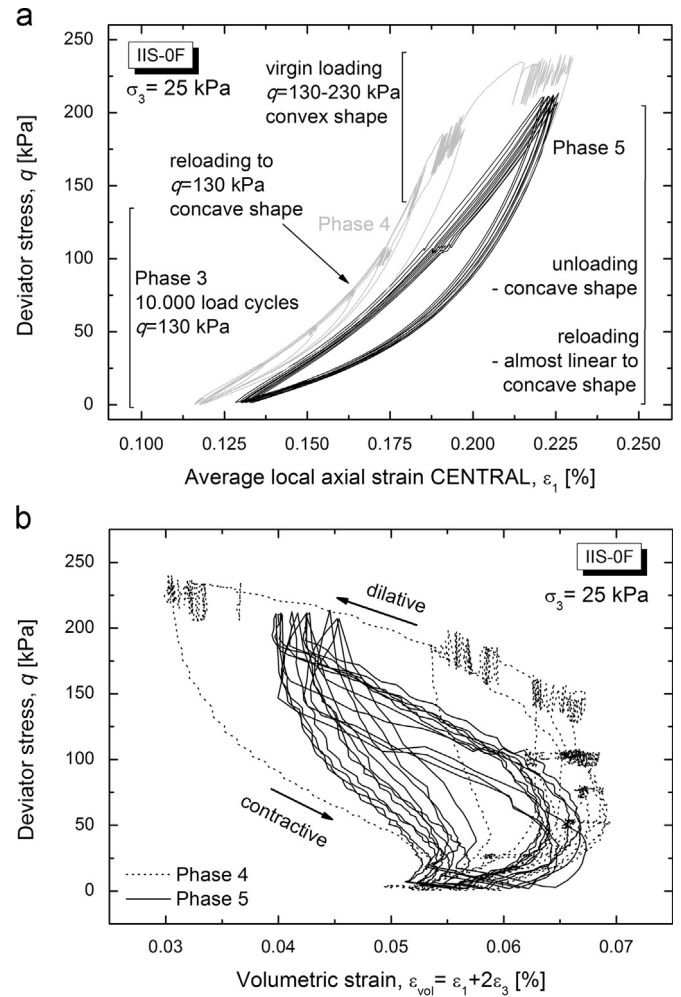 a
IIS-0F
σ3= 25 kPa
virgin loading
q=130-230 kPa
convex shape
reloading to
q=130 kPa
concave shape
Phase 4
Phase 5
Phase 3
10.000 load cycles
q=130 kPa
unloading
- concave shape
reloading
- almost linear to
concave shape
Deviator stress, q [kPa]
250
200
150
100
50
0
0.100 0.125 0.150 0.175 0.200 0.225 0.250
Average local axial strain CENTRAL, ε1 [%]
b
IIS-0F
σ3= 25 kPa
dilative
contractive
Phase 4
Phase 5
Deviator stress, q [kPa]
250
200
150
100
50
0
0.03 0.04 0.05 0.06 0.07
Volumetric strain, εvol= ε1+2ε3 [%]